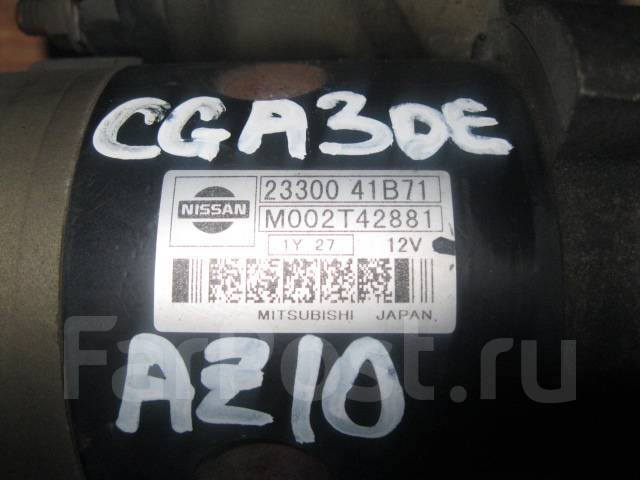 CGA3DE
NISSAN
23300 41B71
M002T42881
1Y 27 12V
MITSUBISHI JAPAN.
AZ10
FarPost.ru